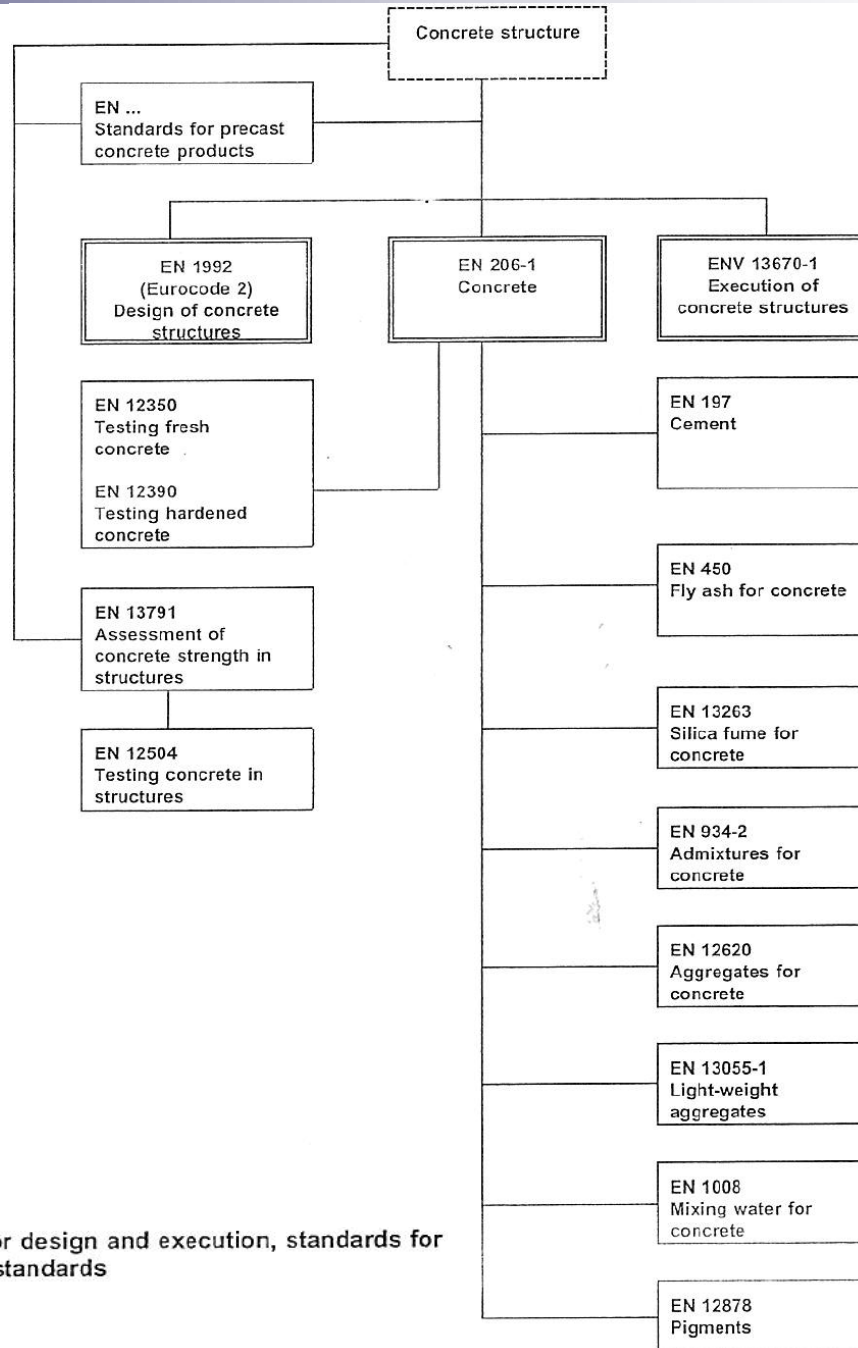 Concrete structure
EN ...
Standards for precast
concrete products
EN 1992
(Eurocode 2)
Design of concrete
structures
EN 206-1
Concrete
ENV 13670-1
Execution of
concrete structures
EN 12350
Testing fresh
concrete
EN 12390
Testing hardened
concrete
EN 13791
Assessment of
concrete strength in
structures
EN 12504
Testing concrete in
structures
EN 197
Cement
EN 450
Fly ash for concrete
EN 13263
Silica fume for
concrete
EN 934-2
Admixtures for
concrete
EN 12620
Aggregates for
concrete
EN 13055-1
Light-weight
aggregates
EN 1008
Mixing water for
concrete
EN 12878
Pigments
r design and execution, standards for
standards